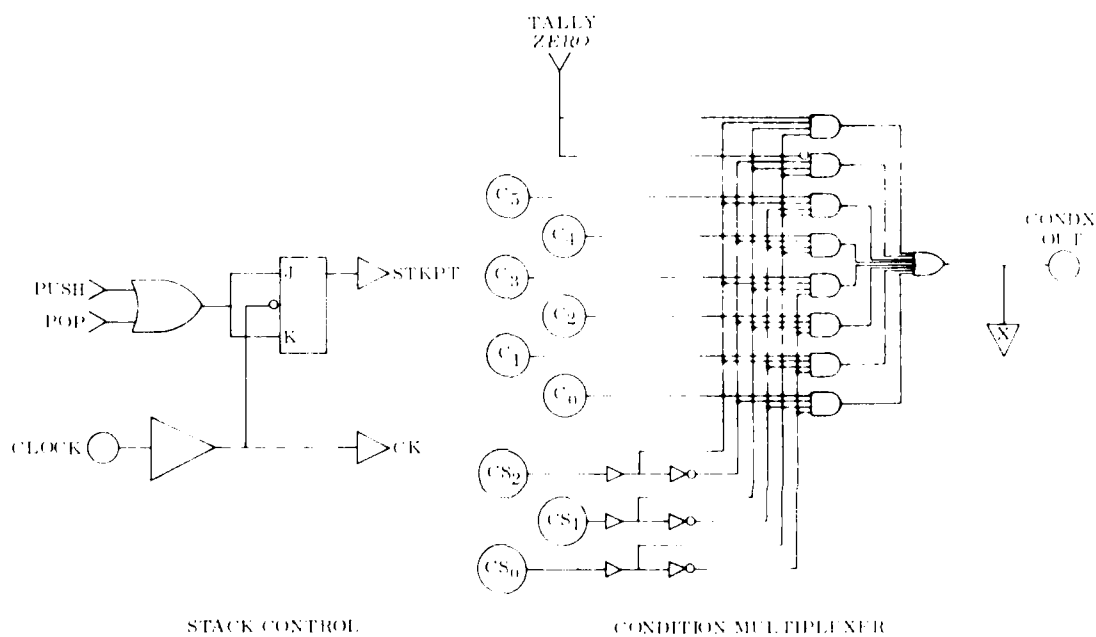 TALLY
ZERO
C5
C4
C3
C2
C1
C0
PUSH
POP
J
K
STKPT
CLOCK
CK
CONDX
OUT
X
CS2
CS1
CS0
STACK CONTROL
CONDITION MULTIPLEXER